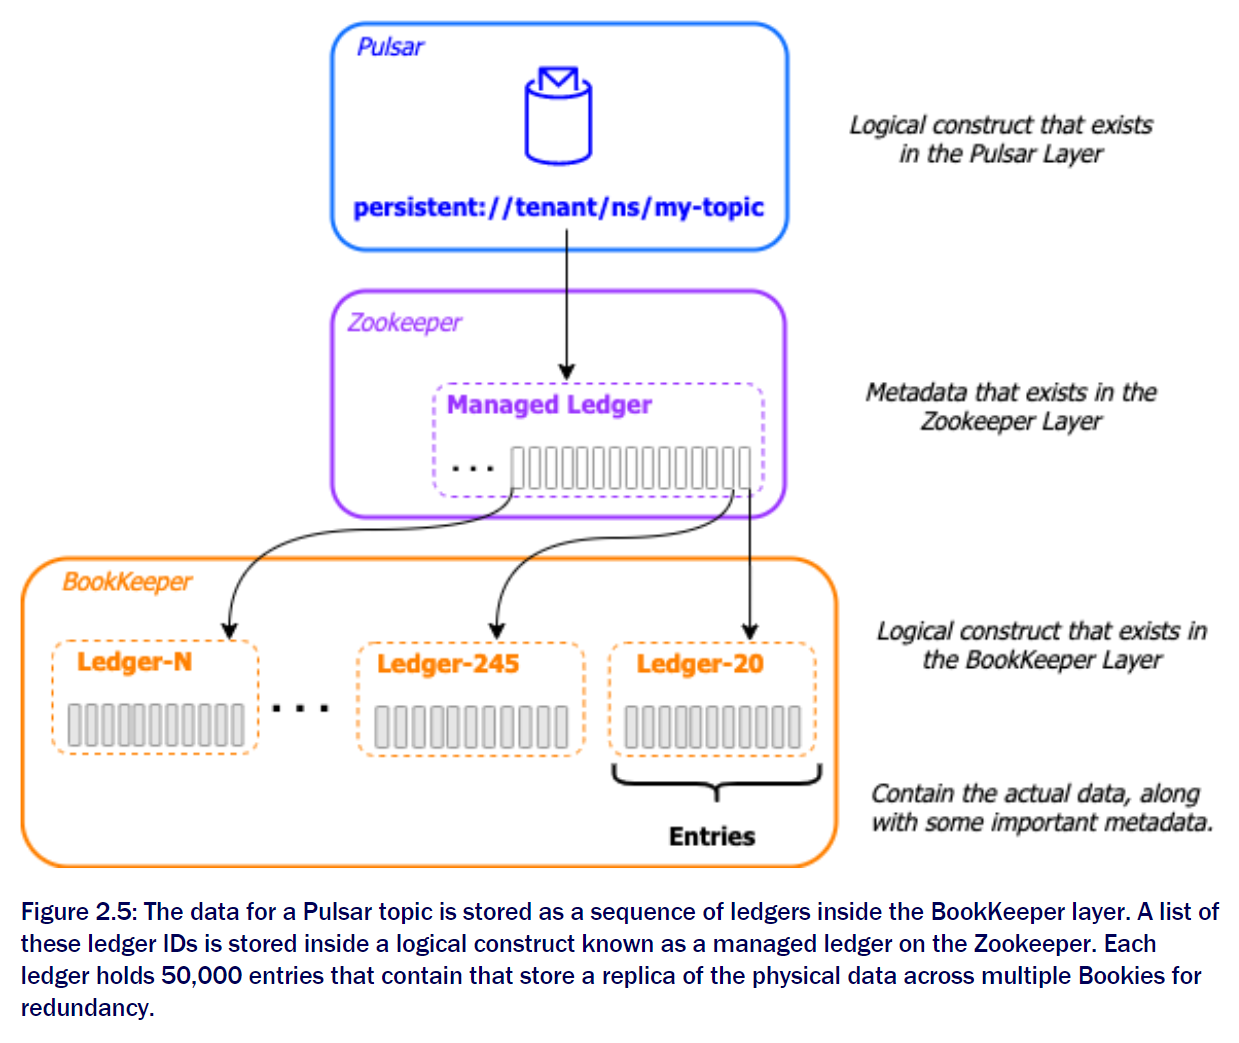 Pulsar
persistent://tenant/ns/my-topic
Logical construct that exists
in the Pulsar Layer
Zookeeper
Managed Ledger
...
Metadata that exists in the
Zookeeper Layer
BookKeeper
Ledger-N
...
Ledger-245
Ledger-20
Logical construct that exists in
the BookKeeper Layer
Entries
Contain the actual data, along
with some important metadata.
Figure 2.5: The data for a Pulsar topic is stored as a sequence of ledgers inside the BookKeeper layer. A list of
these ledger IDs is stored inside a logical construct known as a managed ledger on the Zookeeper. Each
ledger holds 50,000 entries that contain that store a replica of the physical data across multiple Bookies for
redundancy.